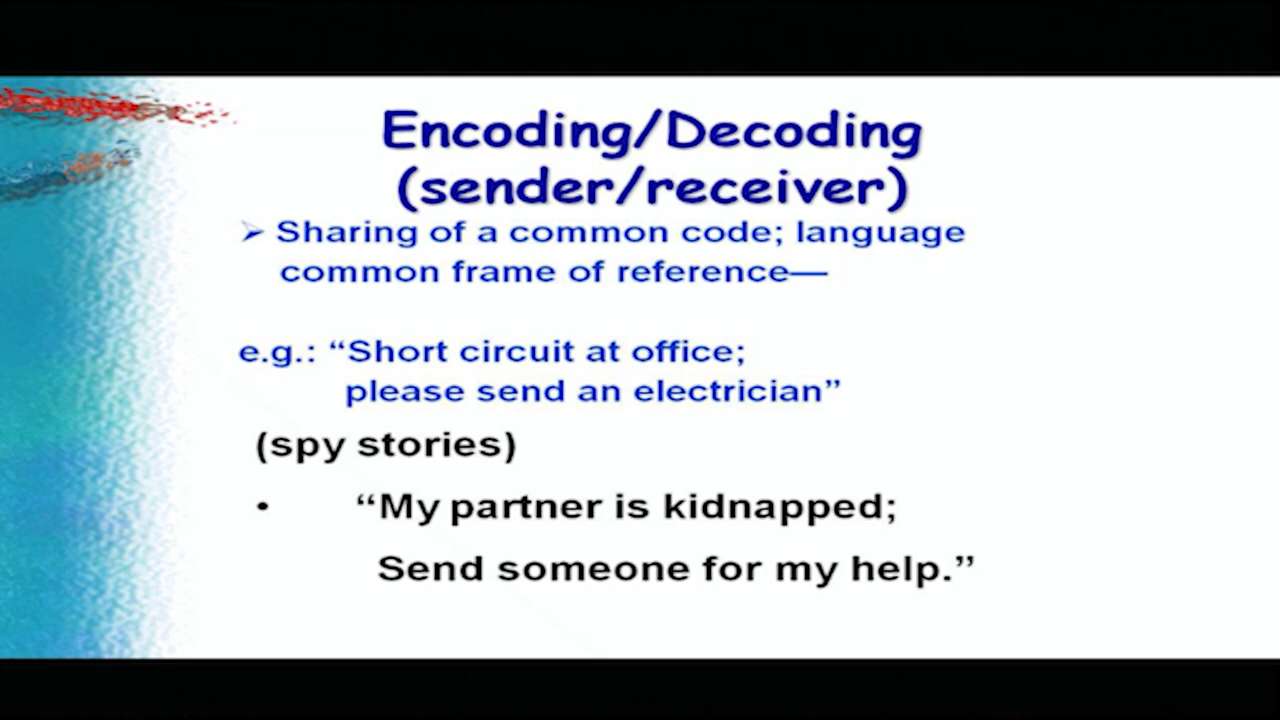 Encoding/Decoding
(sender/receiver)
➢ Sharing of a common code; language
common frame of reference—
e.g.: “Short circuit at office;
please send an electrician”
(spy stories)
• “My partner is kidnapped;
Send someone for my help.”